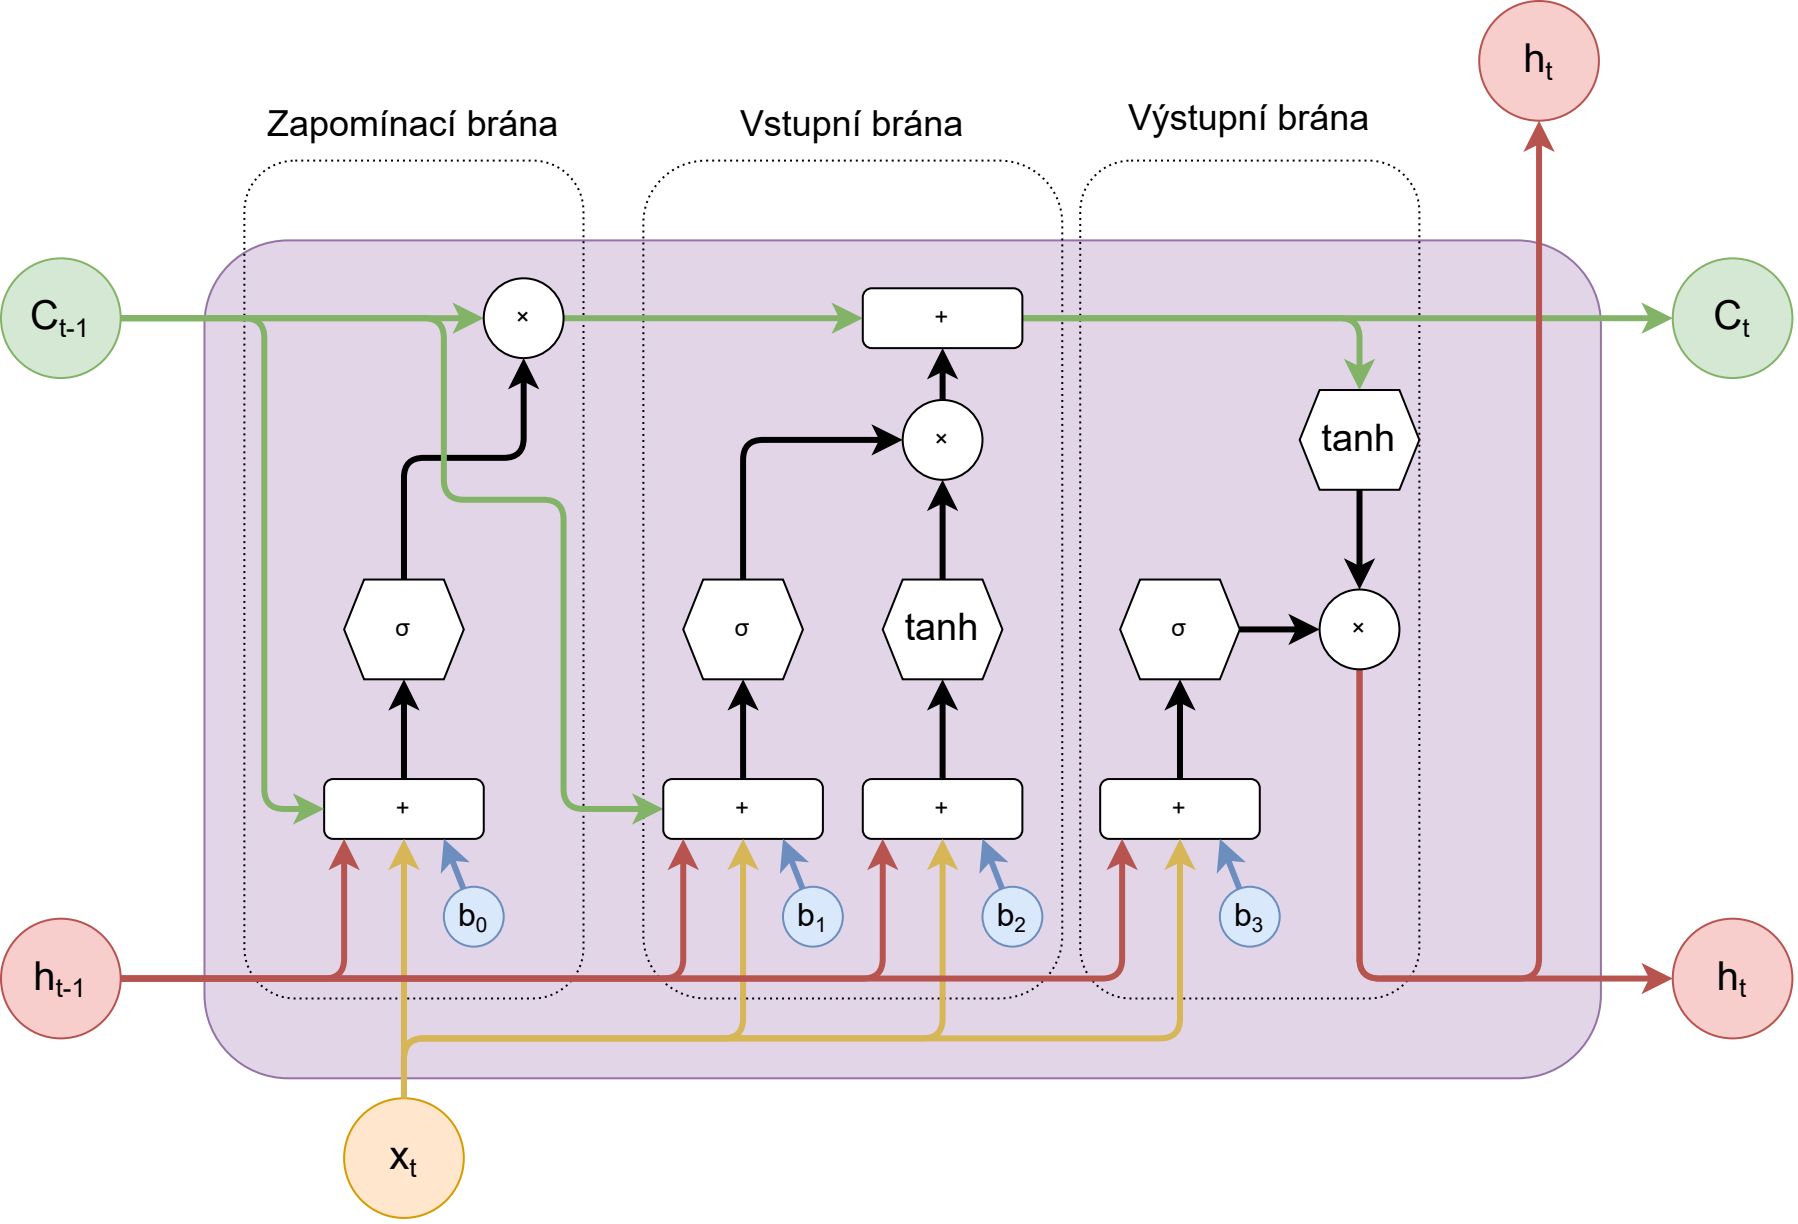 h_t
Zapomínací brána
Vstupní brána
Výstupní brána
C_t-1
×
+
C_t
×
tanh
σ
σ
tanh
σ
×
+
+
+
+
b_0
b_1
b_2
b_3
h_t-1
h_t
x_t